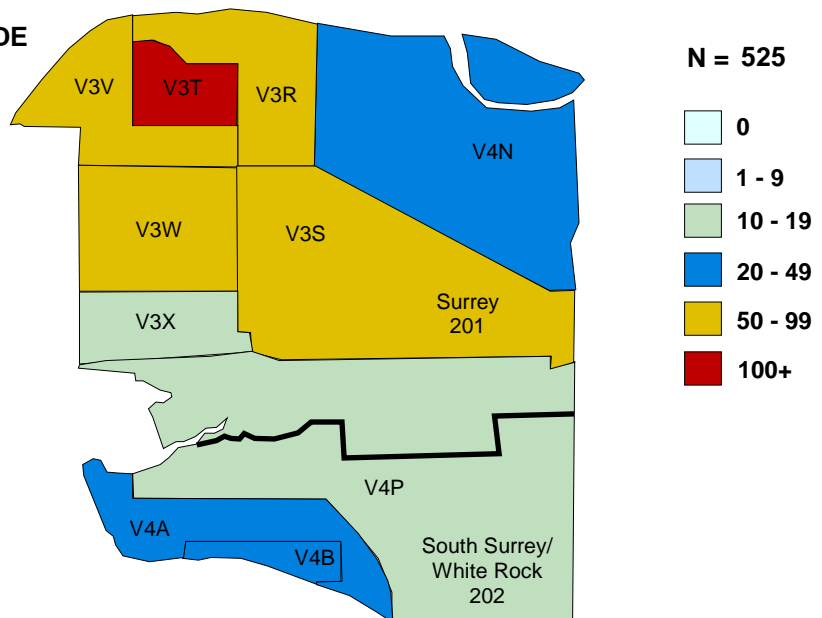 DE
N = 525
V3V
V3T
V3R
V4N
0
1 - 9
10 - 19
20 - 49
50 - 99
100+
V3W
V3S
V3X
Surrey
201
V4P
V4A
V4B
South Surrey/
White Rock
202